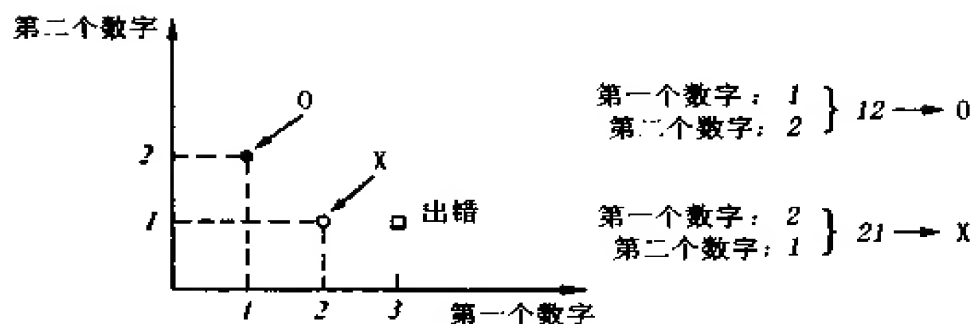 第二个数字
O
X
2
1
出错
1 2 3 第一个数字
第一个数字: 1
第二个数字: 2
} 12 → O
第一个数字: 2
第二个数字: 1
} 21 → X